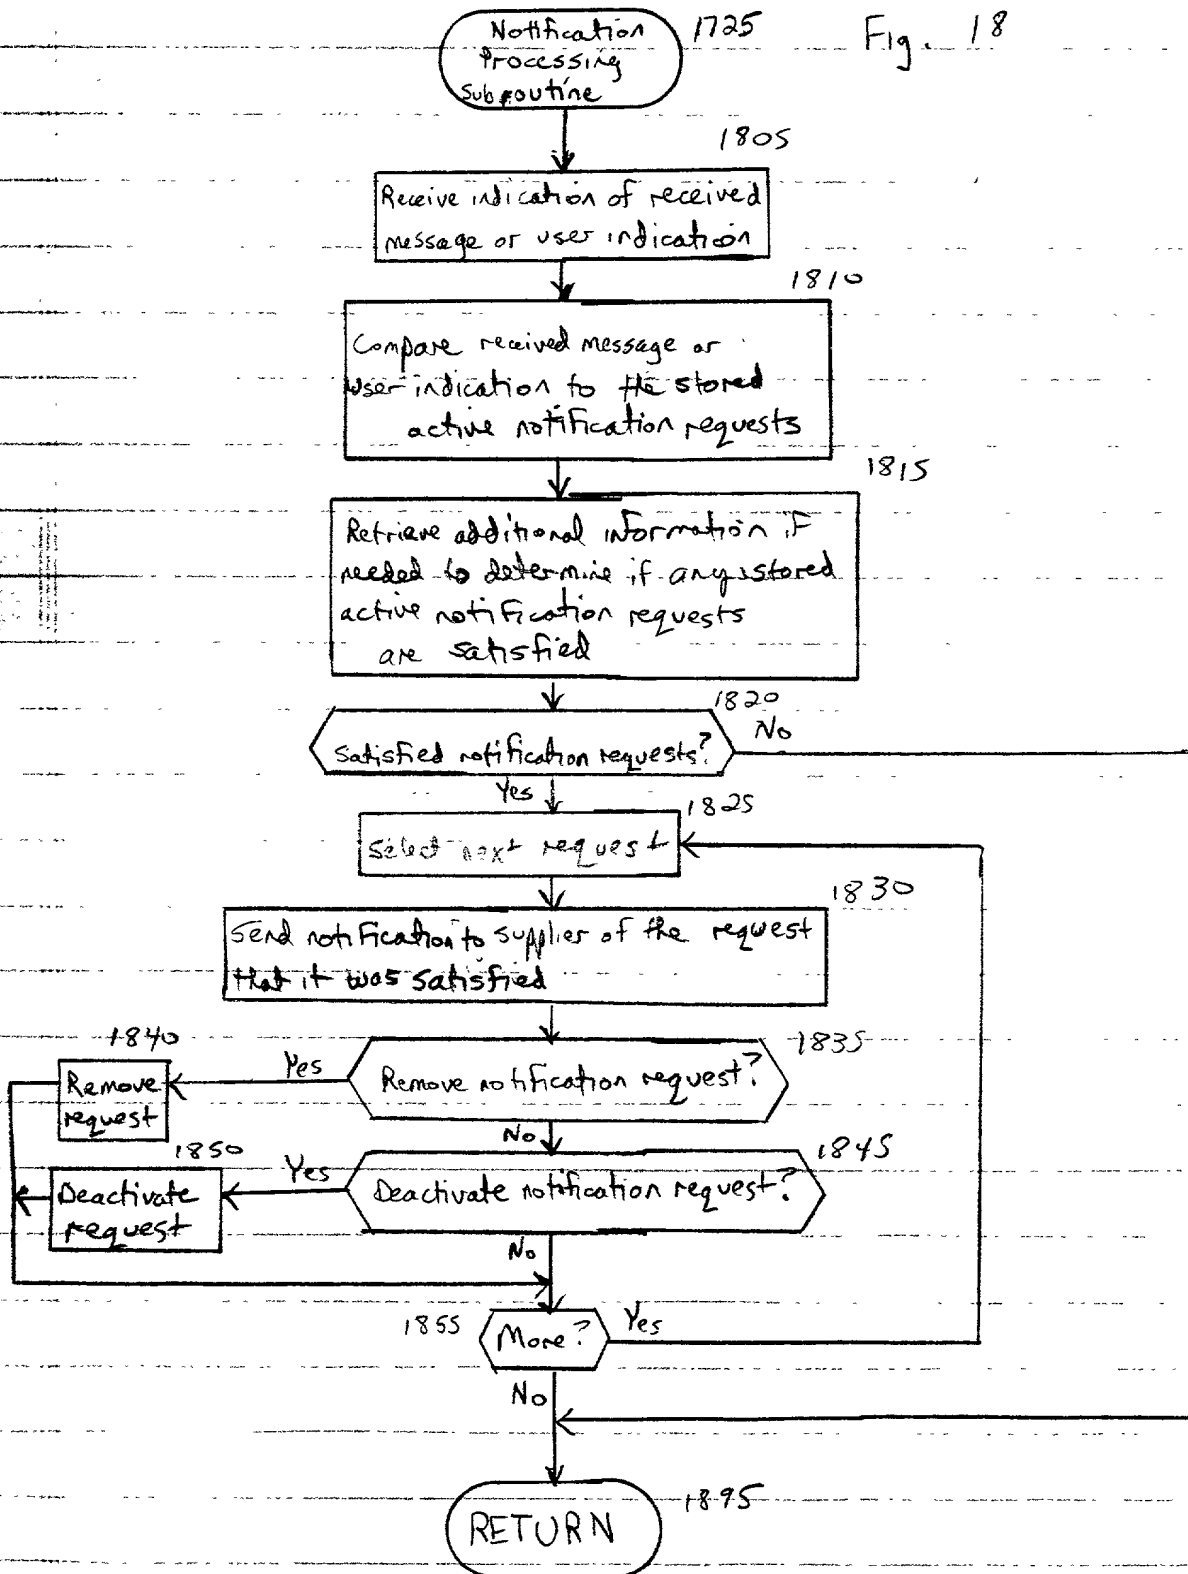 Notification 1725 Fig. 18
Processing
Subroutine
1805
Receive indication of received
message or user indication
1810
Compare received message or
user indication to the stored
active notification requests
1815
Retrieve additional information if
needed to determine if any stored
active notification requests
are satisfied
1820
Satisfied notification requests? No
Yes
1825
Select next request
1830
Send notification to supplier of the request
that it was satisfied
1840 1835
Yes Remove notification request?
Remove
request
No
1850 1845
Yes Deactivate notification request?
Deactivate
request
No
1855 More? Yes
No
1895
RETURN